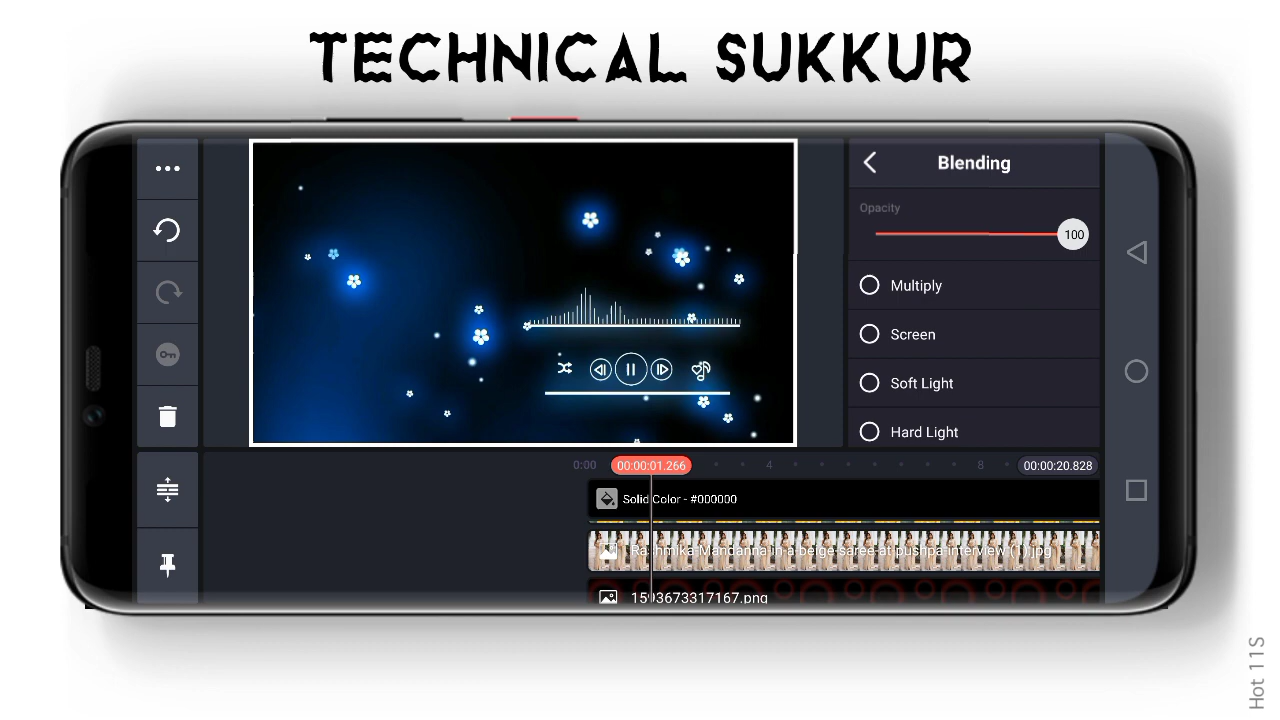 TECHNICAL SUKKUR
Blending
Opacity
100
Multiply
Screen
Soft Light
Hard Light
0:00
00:00:01.266
4
8
00:00:20.828
Solid Color - #000000
Rashmika-Mandanna-in-a-beige-saree-at-pushpa-interview (1).jpg
1593673317167.png
Hot 11S